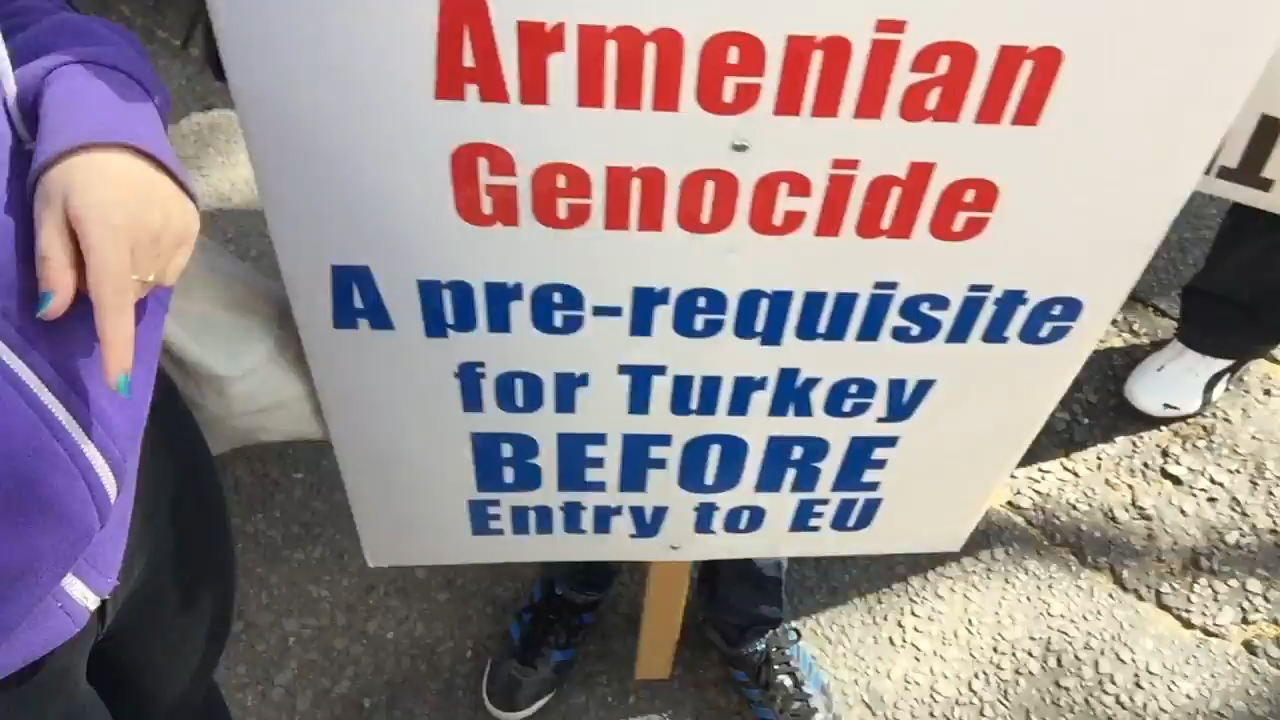 Armenian
Genocide
A pre-requisite
for Turkey
BEFORE
Entry to EU